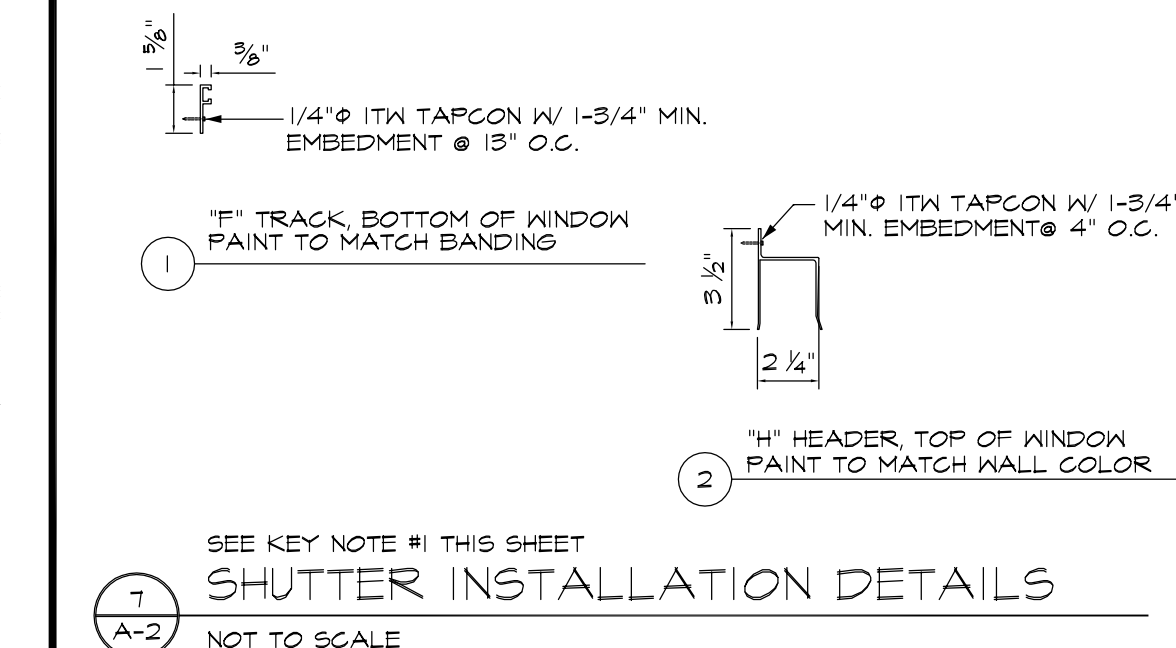 1 5/8"
3/8"
1/4"Φ ITW TAPCON W/ 1-3/4" MIN.
EMBEDMENT @ 13" O.C.
"F" TRACK, BOTTOM OF WINDOW
PAINT TO MATCH BANDING
1
1/4"Φ ITW TAPCON W/ 1-3/4"
MIN. EMBEDMENT@ 4" O.C.
3 1/2"
2 1/4"
"H" HEADER, TOP OF WINDOW
PAINT TO MATCH WALL COLOR
2
SEE KEY NOTE #1 THIS SHEET
SHUTTER INSTALLATION DETAILS
7
A-2
NOT TO SCALE